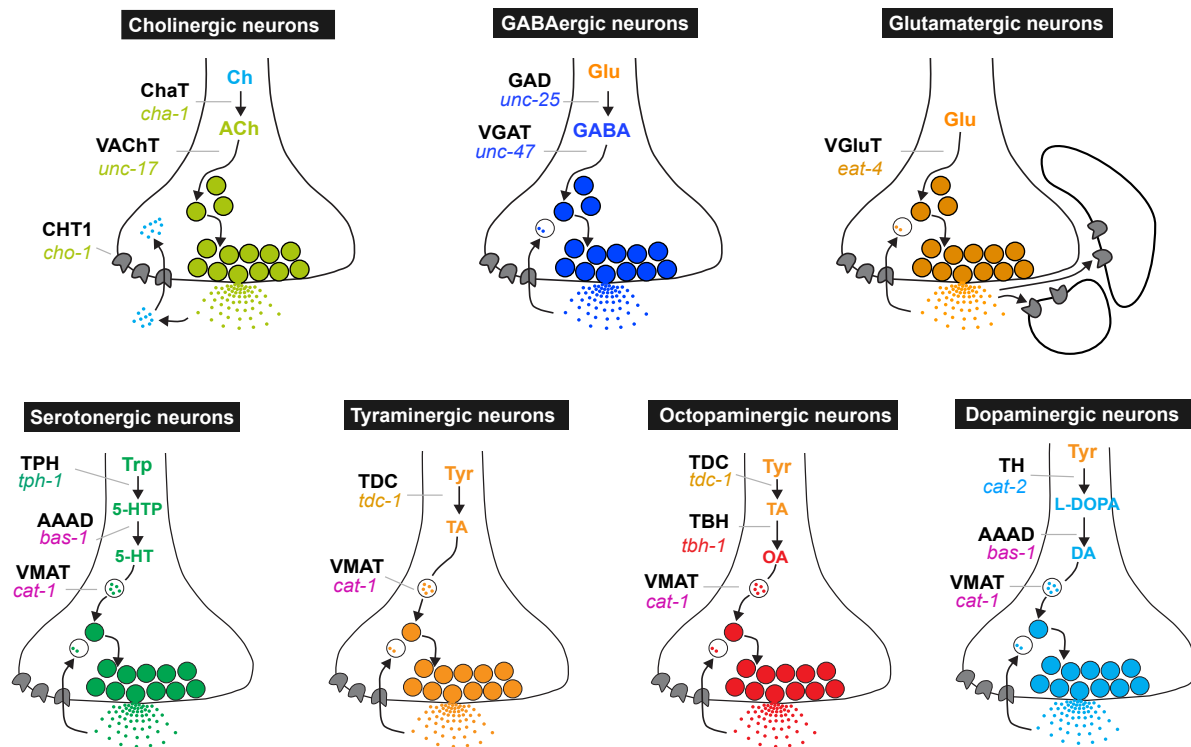 Cholinergic neurons
Ch
ChaT
cha-1
ACh
VAChT
unc-17
CHT1
cho-1
GABAergic neurons
Glu
GAD
unc-25
GABA
VGAT
unc-47
Glutamatergic neurons
Glu
VGluT
eat-4
Serotonergic neurons
Trp
TPH
tph-1
5-HTP
AAAD
bas-1
5-HT
VMAT
cat-1
Tyraminergic neurons
Tyr
TDC
tdc-1
TA
VMAT
cat-1
Octopaminergic neurons
Tyr
TDC
tdc-1
TA
TBH
tbh-1
OA
VMAT
cat-1
Dopaminergic neurons
Tyr
TH
cat-2
L-DOPA
AAAD
bas-1
DA
VMAT
cat-1